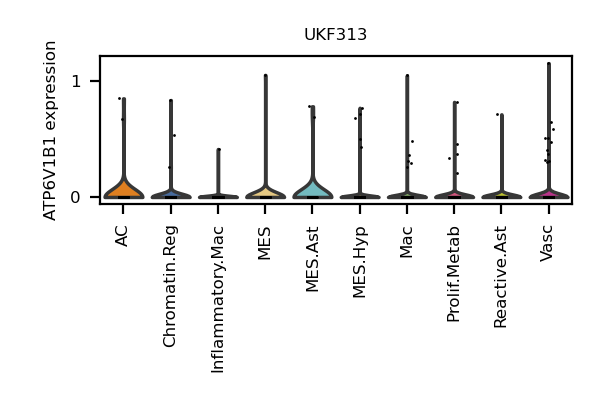 UKF313
ATP6V1B1 expression
1
0
AC
Chromatin.Reg
Inflammatory.Mac
MES
MES.Ast
MES.Hyp
Mac
Prolif.Metab
Reactive.Ast
Vasc